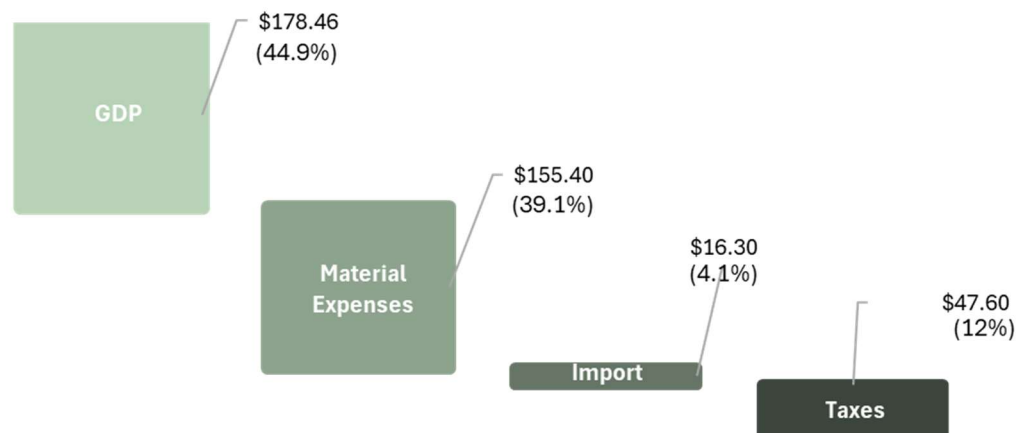 GDP
$178.46
(44.9%)
Material
Expenses
$155.40
(39.1%)
Import
$16.30
(4.1%)
Taxes
$47.60
(12%)